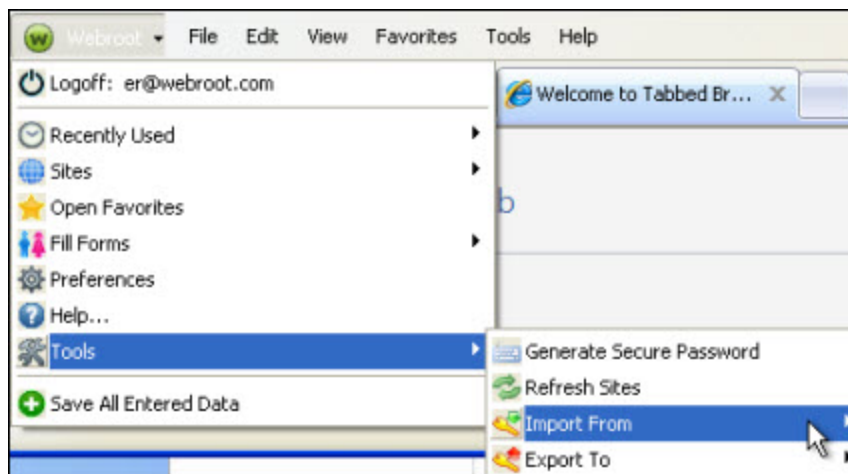 Webroot File Edit View Favorites Tools Help
Logoff: er@webroot.com
Welcome to Tabbed Br...
Recently Used
Sites
Open Favorites
b
Fill Forms
Preferences
Help...
Tools
Generate Secure Password
Refresh Sites
Save All Entered Data
Import From
Export To